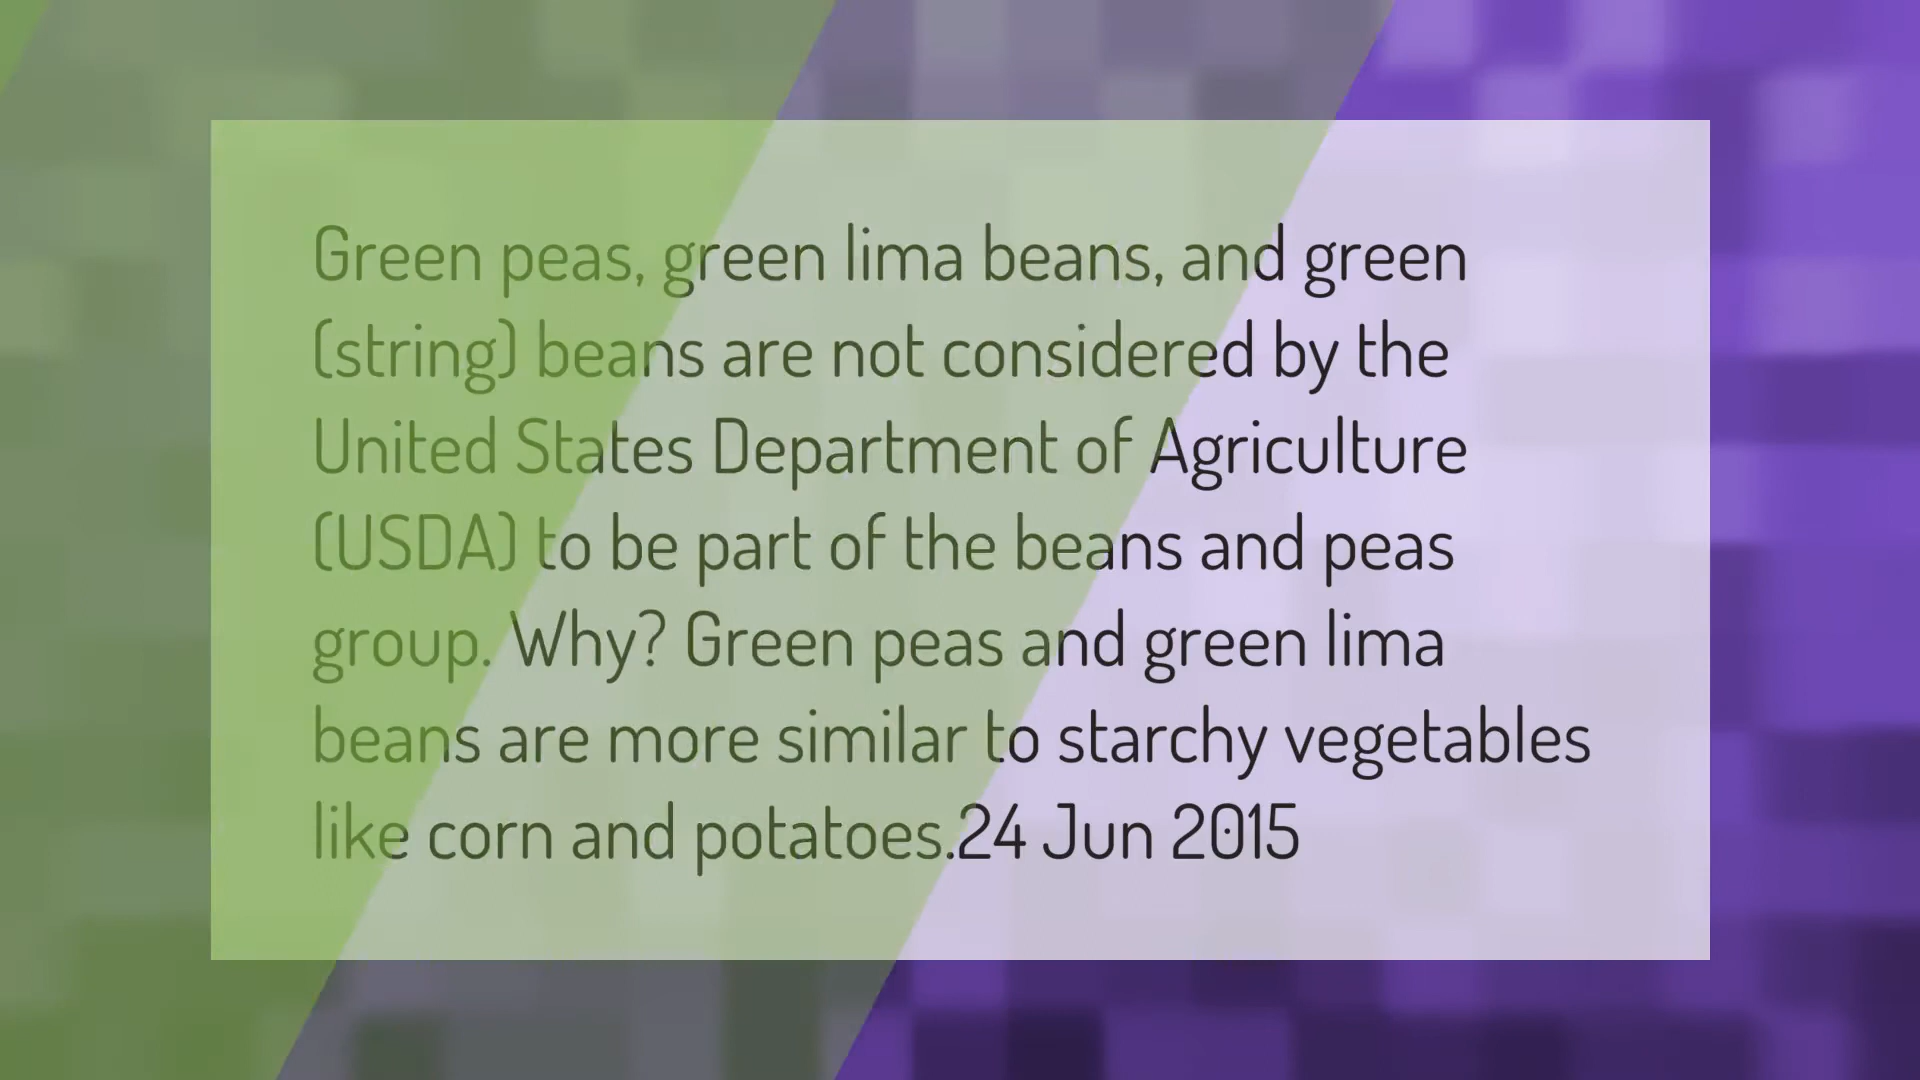 Green peas, green lima beans, and green
(string) beans are not considered by the
United States Department of Agriculture
(USDA) to be part of the beans and peas
group. Why? Green peas and green lima
beans are more similar to starchy vegetables
like corn and potatoes.24 Jun 2015